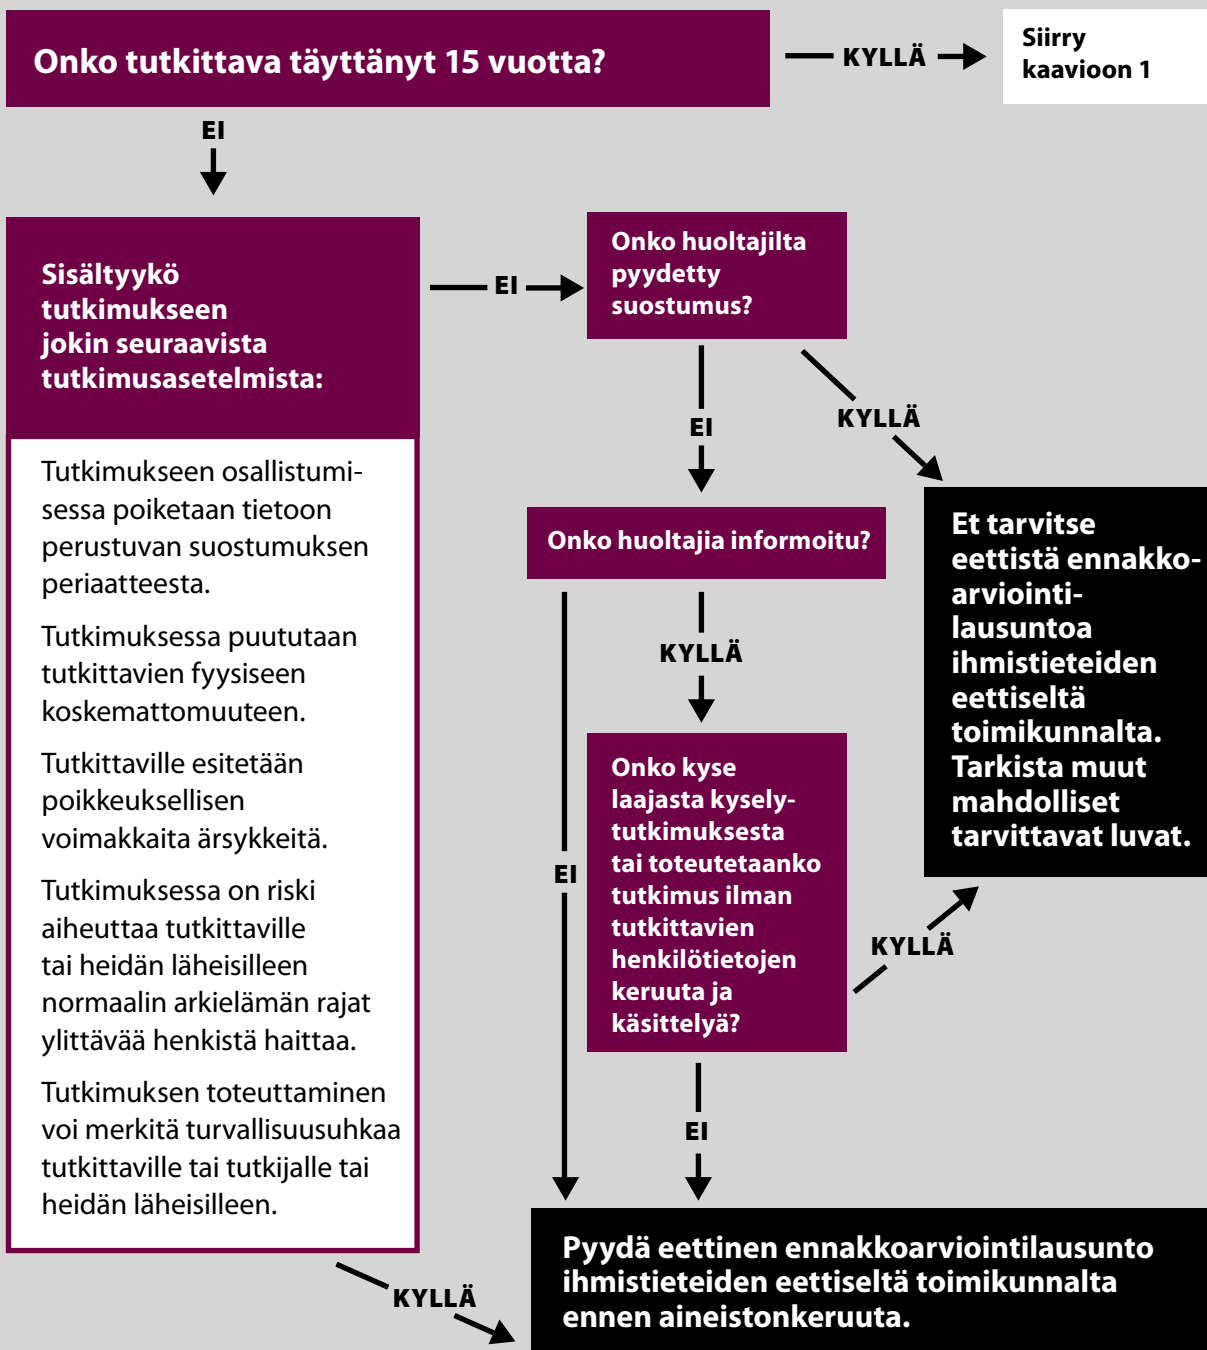 Onko tutkittava täyttänyt 15 vuotta?
KYLLÄ
Siirry
kaavioon 1
EI
Sisältyykö
tutkimukseen
jokin seuraavista
tutkimusasetelmista:
Tutkimukseen osallistumi-
sessa poiketaan tietoon
perustuvan suostumuksen
periaatteesta.
Tutkimuksessa puututaan
tutkittavien fyysiseen
koskemattomuuteen.
Tutkittaville esitetään
poikkeuksellisen
voimakkaita ärsykkeitä.
Tutkimuksessa on riski
aiheuttaa tutkittaville
tai heidän läheisilleen
normaalin arkielämän rajat
ylittävää henkistä haittaa.
Tutkimuksen toteuttaminen
voi merkitä turvallisuusuhkaa
tutkittaville tai tutkijalle tai
heidän läheisilleen.
EI
Onko huoltajilta
pyydetty
suostumus?
EI
KYLLÄ
Onko huoltajia informoitu?
KYLLÄ
EI
Onko kyse
laajasta kysely-
tutkimuksesta
tai toteutetaanko
tutkimus ilman
tutkittavien
henkilötietojen
keruuta ja
käsittelyä?
KYLLÄ
EI
Et tarvitse
eettistä ennakko-
arviointi-
lausuntoa
ihmistieteiden
eettiseltä
toimikunnalta.
Tarkista muut
mahdolliset
tarvittavat luvat.
KYLLÄ
Pyydä eettinen ennakkoarviointilausunto
ihmistieteiden eettiseltä toimikunnalta
ennen aineistonkeruuta.